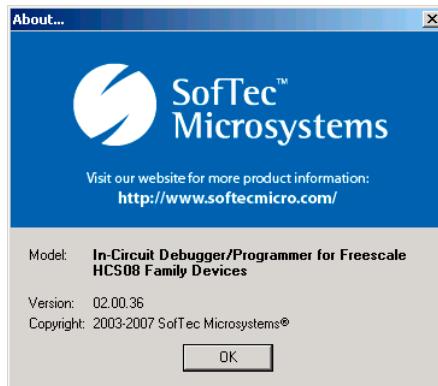 About...
SofTec™
Microsystems
Visit our website for more product information:
http://www.softecmicro.com/
Model: In-Circuit Debugger/Programmer for Freescale
HCS08 Family Devices
Version: 02.00.36
Copyright: 2003-2007 SofTec Microsystems®
OK